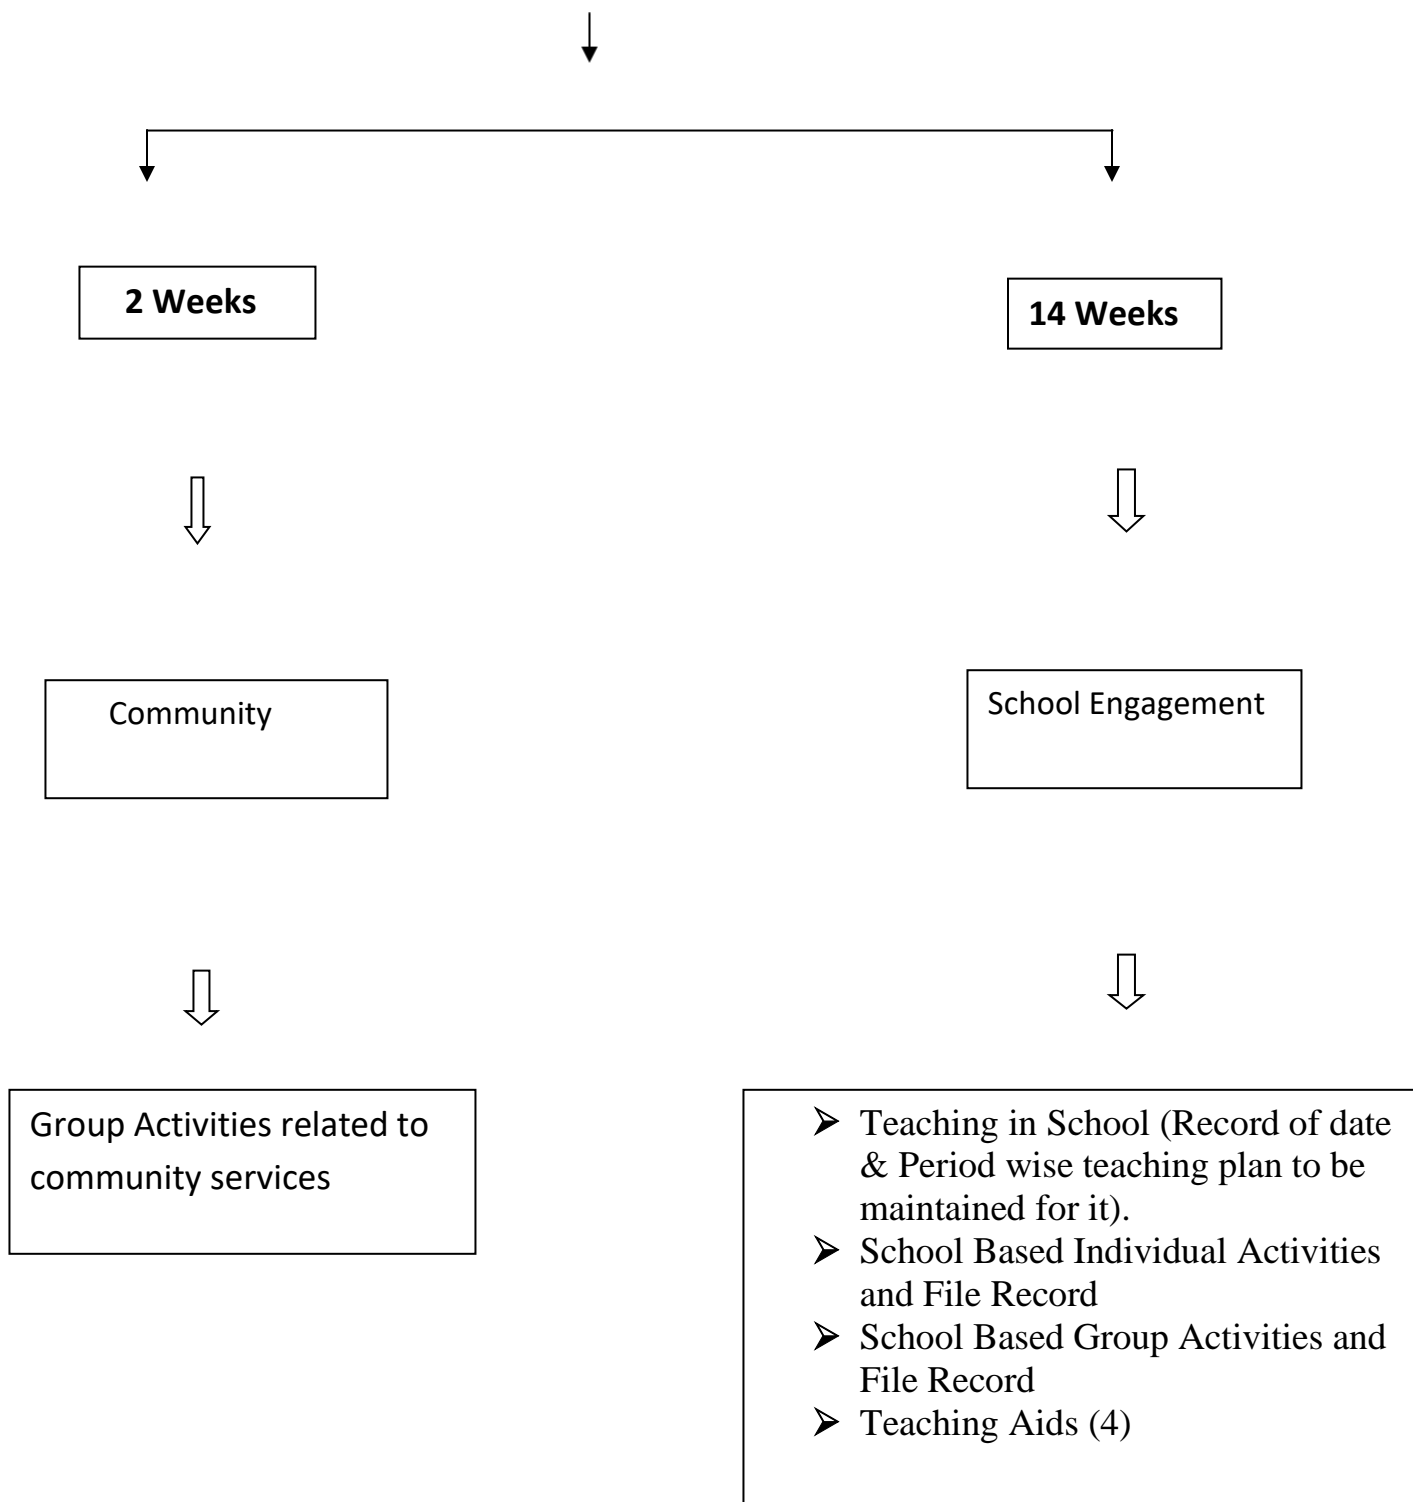 2 Weeks
14 Weeks
Community
School Engagement
Group Activities related to
community services
➢ Teaching in School (Record of date
& Period wise teaching plan to be
maintained for it).
➢ School Based Individual Activities
and File Record
➢ School Based Group Activities and
File Record
➢ Teaching Aids (4)